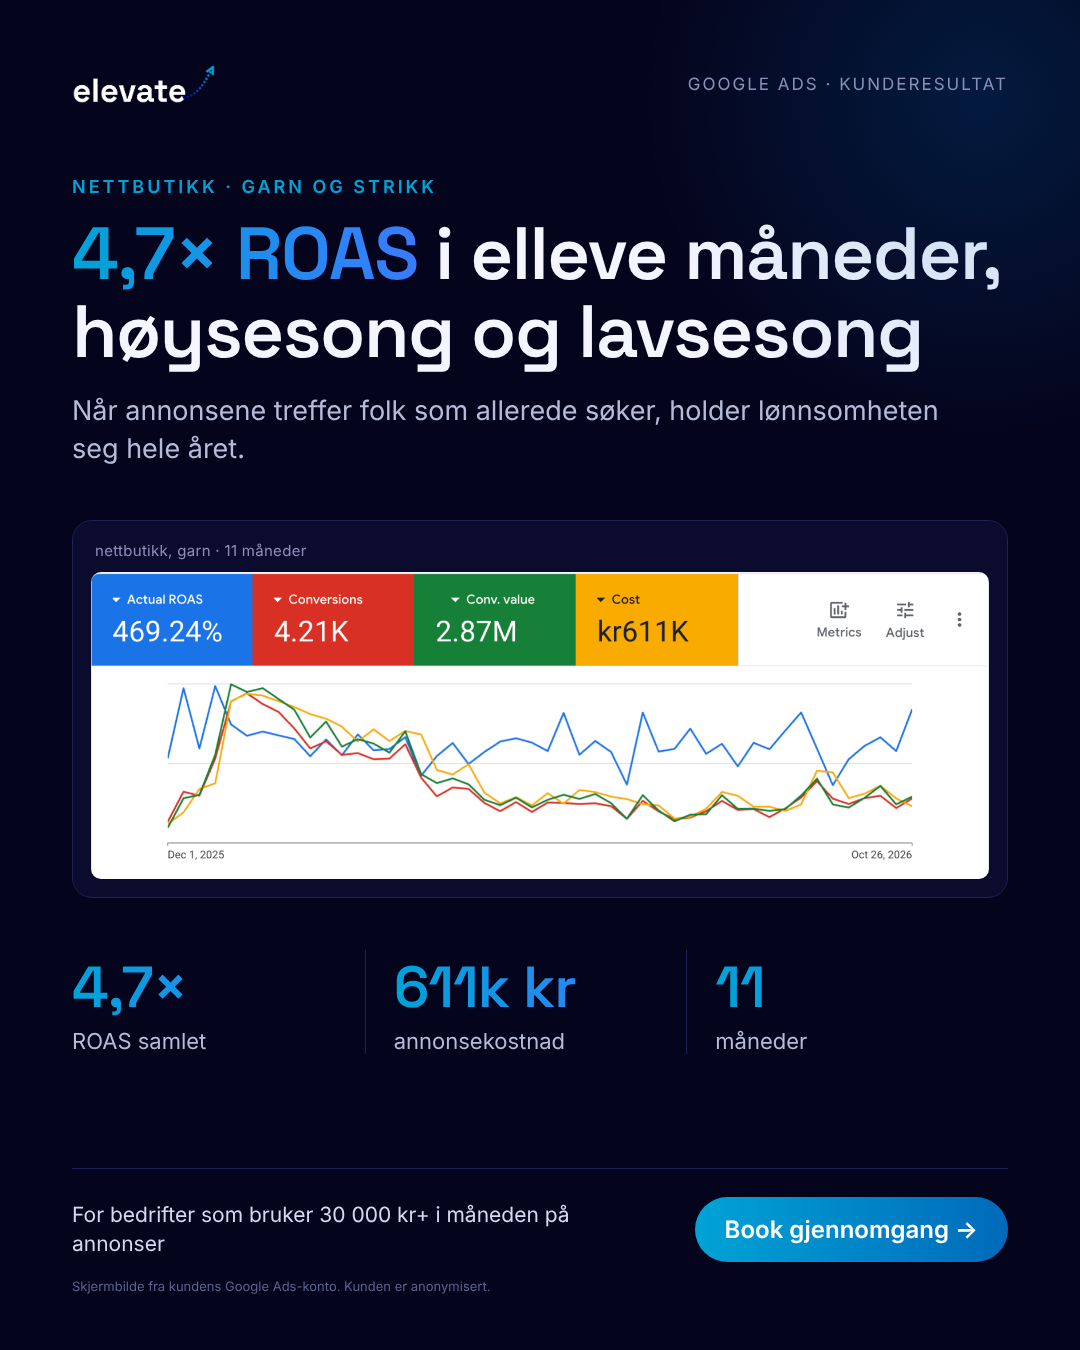 elevate
GOOGLE ADS · KUNDERESULTAT
NETTBUTIKK · GARN OG STRIKK
4,7× ROAS i elleve måneder,
høysesong og lavsesong
Når annonsene treffer folk som allerede søker, holder lønnsomheten
seg hele året.
nettbutikk, garn · 11 måneder
Actual ROAS
469.24%
Conversions
4.21K
Conv. value
2.87M
Cost
kr611K
Metrics
Adjust
Dec 1, 2025
Oct 26, 2026
4,7×
ROAS samlet
611k kr
annonsekostnad
11
måneder
For bedrifter som bruker 30 000 kr+ i måneden på
annonser
Book gjennomgang →
Skjermbilde fra kundens Google Ads-konto. Kunden er anonymisert.